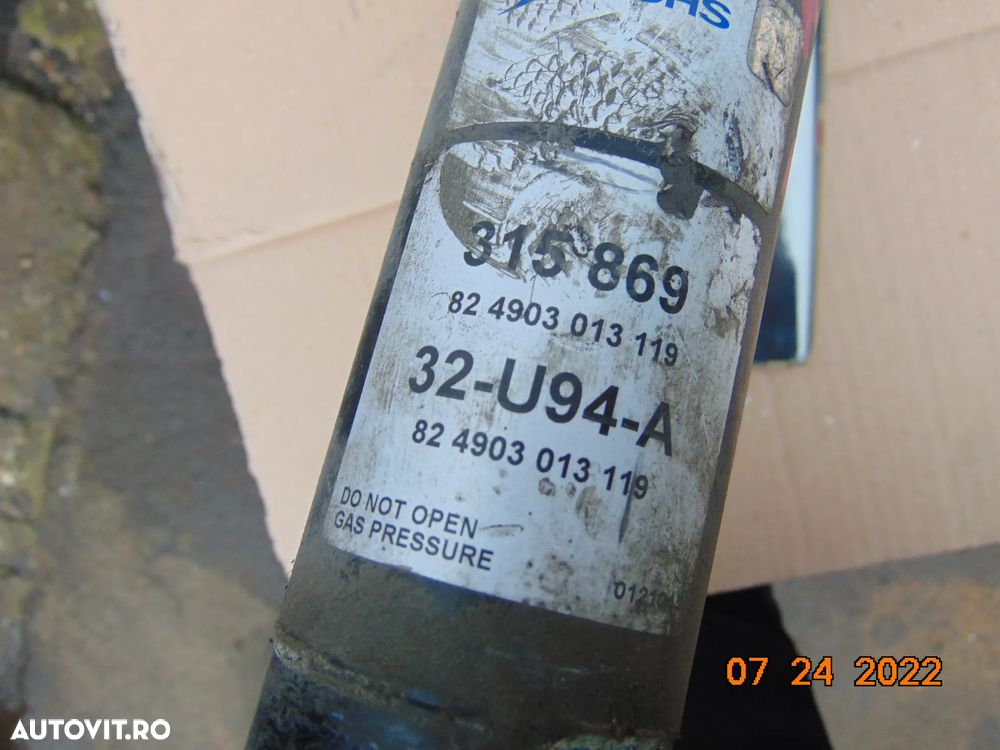 315 869
82 4903 013 119
32-U94-A
82 4903 013 119
DO NOT OPEN
GAS PRESSURE
07 24 2022
AUTOVIT.RO